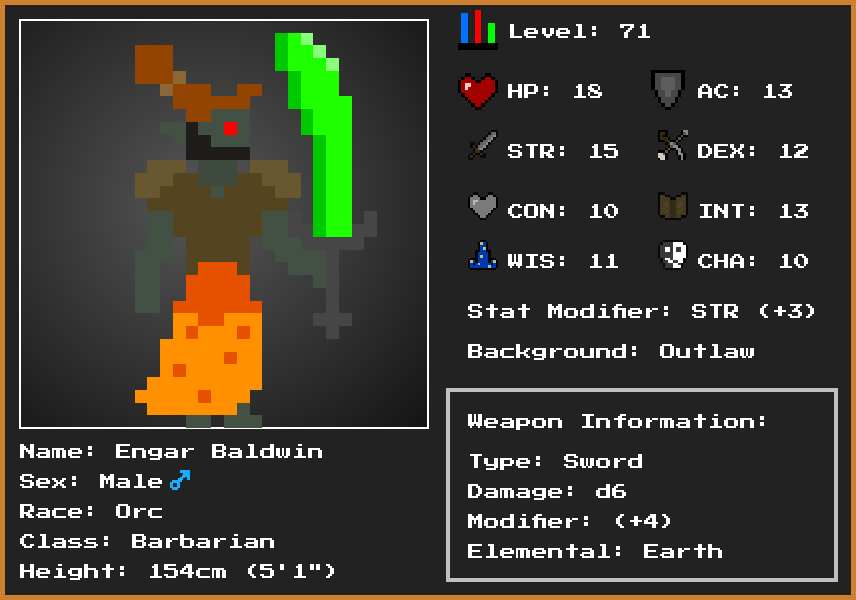 Level: 71
HP: 18 AC: 13
STR: 15 DEX: 12
CON: 10 INT: 13
WIS: 11 CHA: 10
Stat Modifier: STR (+3)
Background: Outlaw
Weapon Information:
Type: Sword
Damage: d6
Modifier: (+4)
Elemental: Earth
Name: Engar Baldwin
Sex: Male♂
Race: Orc
Class: Barbarian
Height: 154cm (5'1")